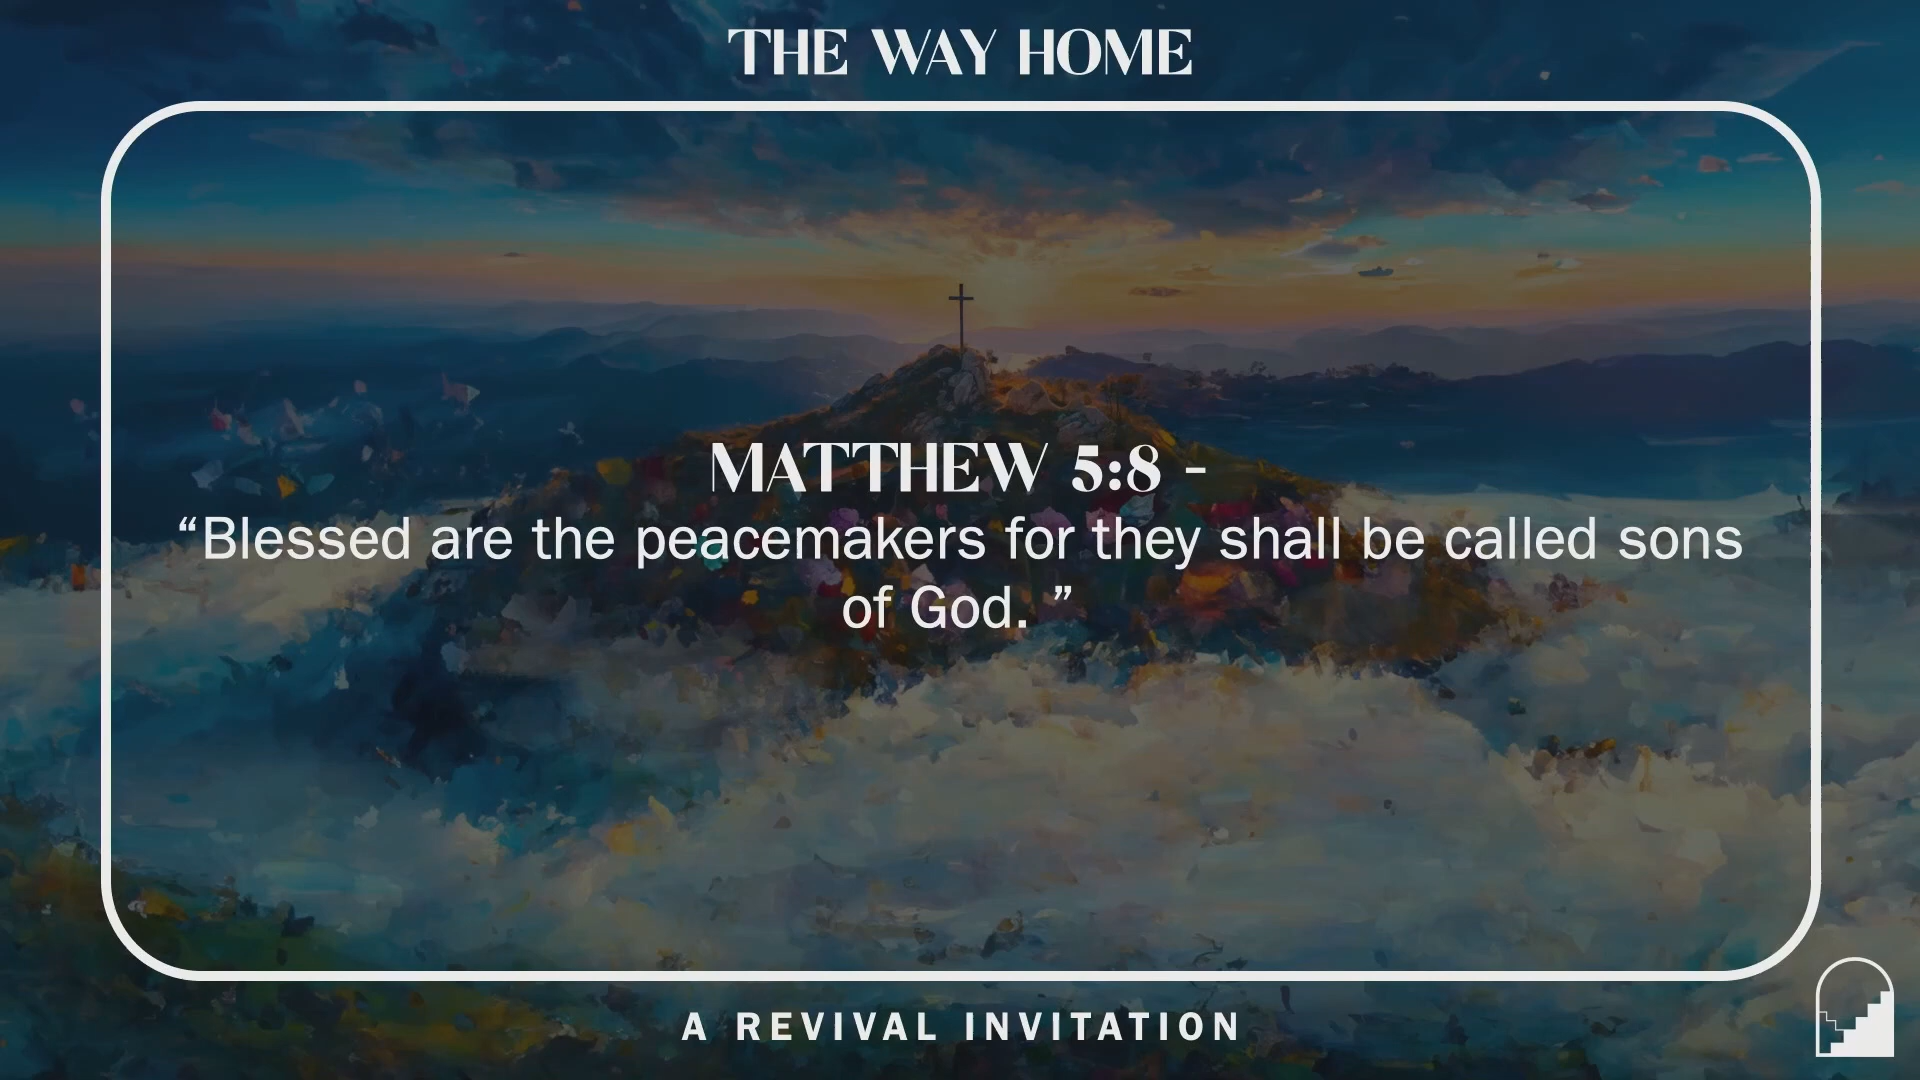 THE WAY HOME
MATTHEW 5:8 -
“Blessed are the peacemakers for they shall be called sons
of God. ”
A REVIVAL INVITATION